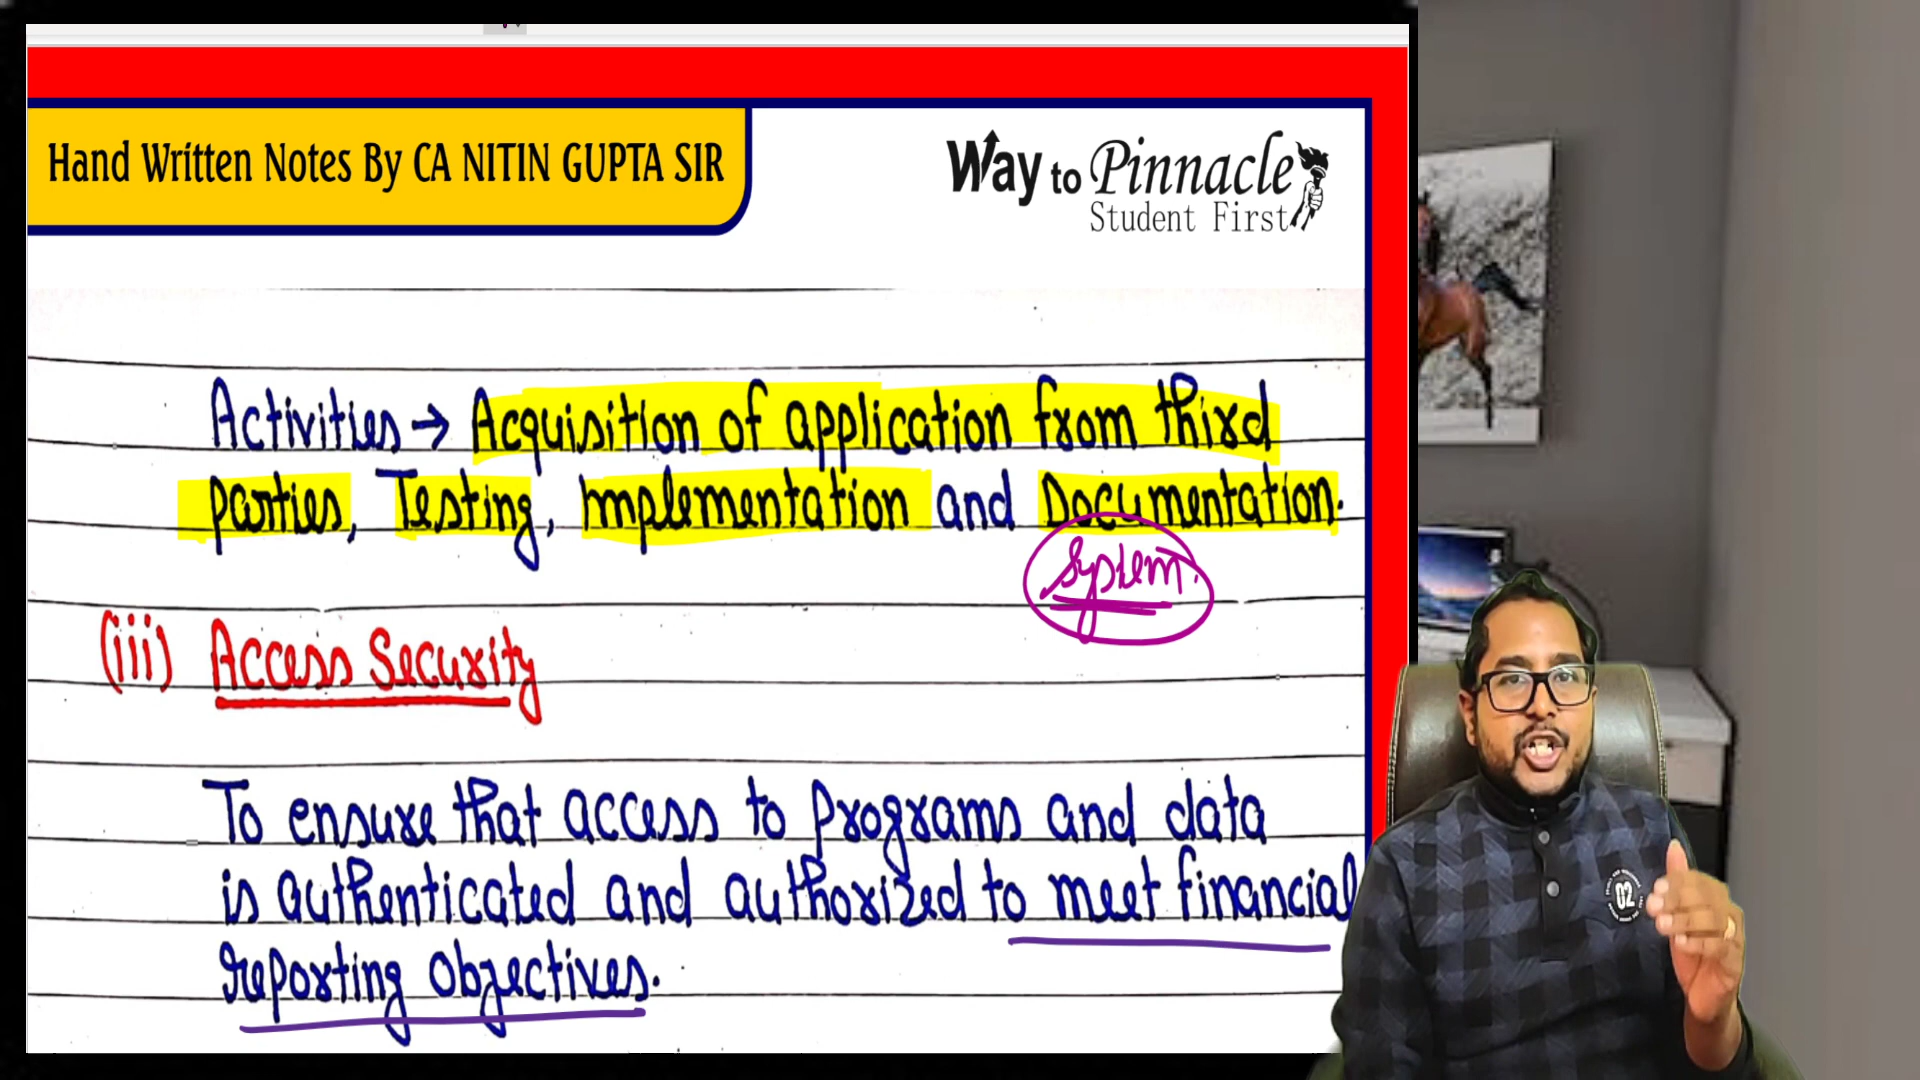 Hand Written Notes By CA NITIN GUPTA SIR
Way to Pinnacle
Student First
Activities → Acquisition of application from third
parties, Testing, Implementation and Documentation.
System
(iii) Access Security
To ensure that access to programs and data
is authenticated and authorized to meet financial
reporting objectives.
02